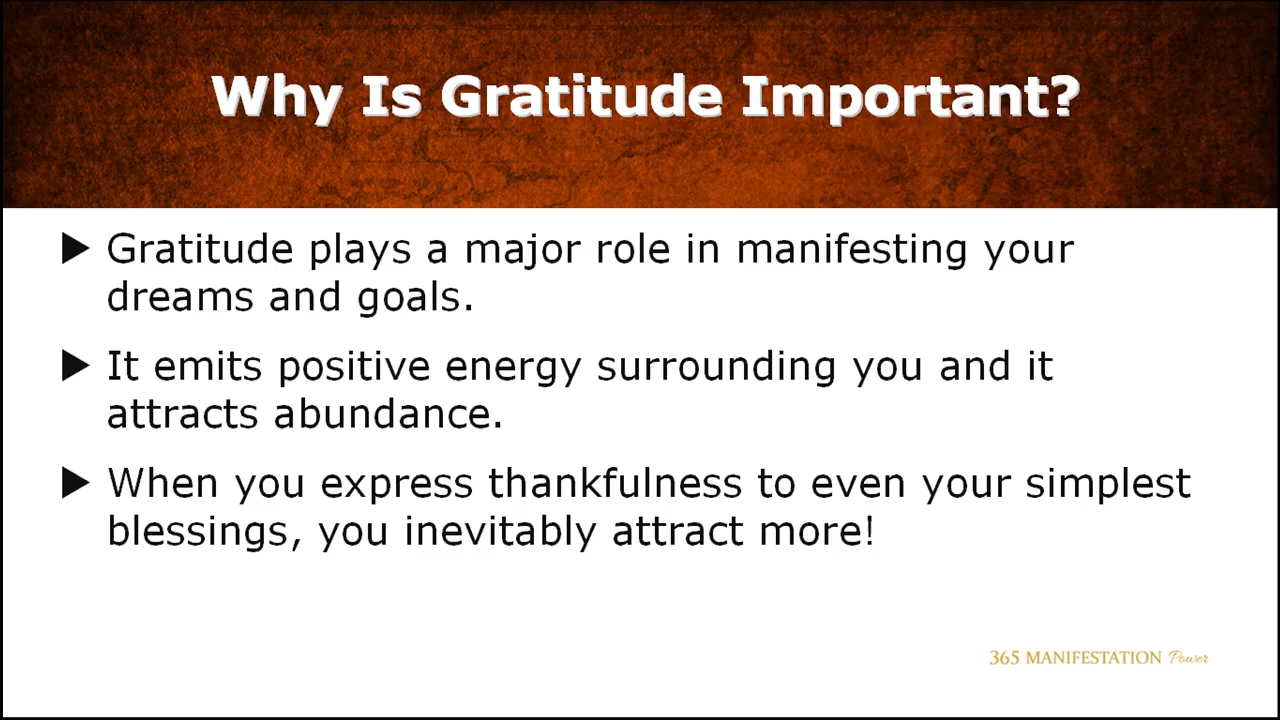 Why Is Gratitude Important?
▶ Gratitude plays a major role in manifesting your
dreams and goals.
▶ It emits positive energy surrounding you and it
attracts abundance.
▶ When you express thankfulness to even your simplest
blessings, you inevitably attract more!
365 MANIFESTATION Power